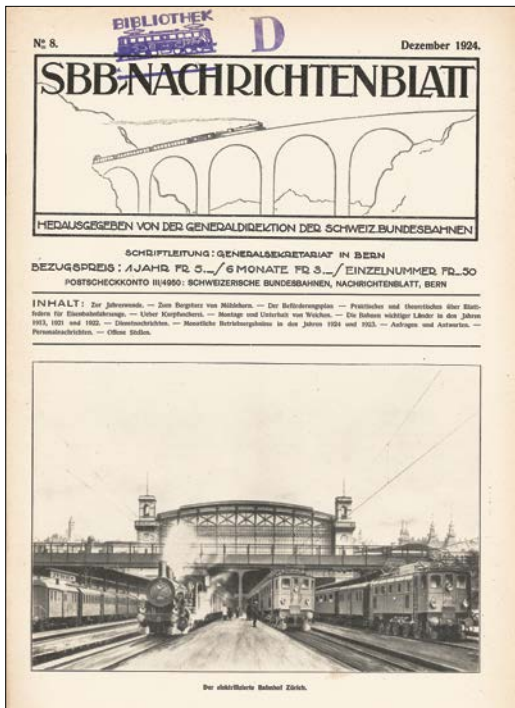 BIBLIOTHEK
D
No 8.
Dezember 1924.
SBB-NACHRICHTENBLATT
HERAUSGEGEBEN VON DER GENERALDIREKTION DER SCHWEIZ. BUNDESBAHNEN
SCHRIFTLEITUNG: GENERALSEKRETARIAT IN BERN
BEZUGSPREIS: 1 JAHR FR 5._ / 6 MONATE FR 3._ / EINZELNUMMER FR _.50
POSTSCHECKKONTO III/4950: SCHWEIZERISCHE BUNDESBAHNEN, NACHRICHTENBLATT, BERN
INHALT: Zur Jahreswende. — Zum Bergsturz von Mühlehorn. — Der Beförderungsplan. — Praktisches und theoretisches über Blatt-
federn für Eisenbahnfahrzeuge. — Ueber Kurpfuscherei. — Montage und Unterhalt von Weichen. — Die Bahnen wichtiger Länder in den Jahren
1913, 1921 und 1922. — Dienstnachrichten. — Monatliche Betriebsergebnisse in den Jahren 1924 und 1923. — Anfragen und Antworten. —
Personalnachrichten. — Offene Stellen.
Der elektrifizierte Bahnhof Zürich.